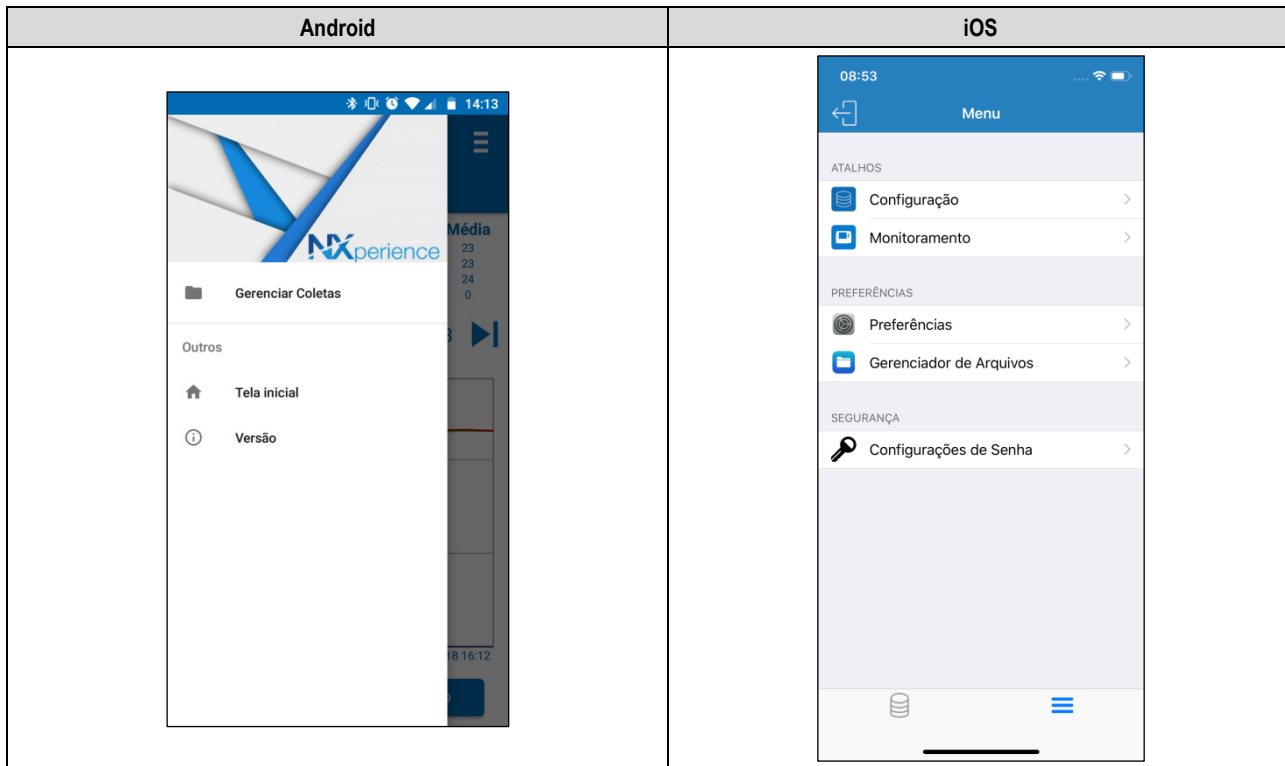 Android
iOS
14:13
NXperience
Média
23
23
24
0
Gerenciar Coletas
3
Outros
Tela inicial
Versão
18 16:12
08:53
Menu
ATALHOS
Configuração
Monitoramento
PREFERÊNCIAS
Preferências
Gerenciador de Arquivos
SEGURANÇA
Configurações de Senha